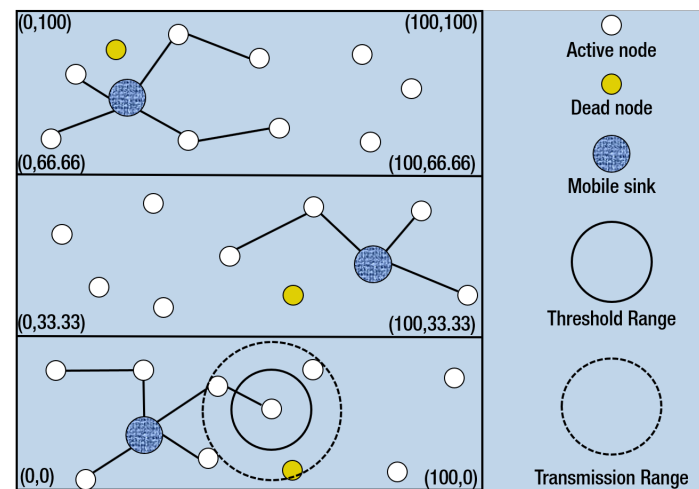 (0,100)
(100,100)
(0,66.66)
(100,66.66)
(0,33.33)
(100,33.33)
(0,0)
(100,0)
Active node
Dead node
Mobile sink
Threshold Range
Transmission Range